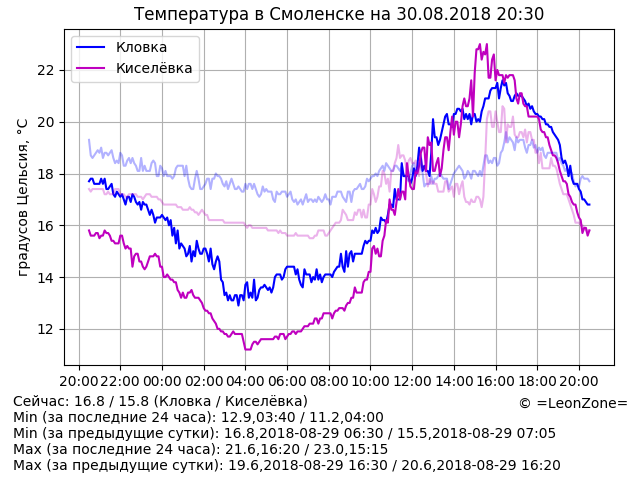 Температура в Смоленске на 30.08.2018 20:30
Кловка
Киселёвка
градусов Цельсия, °C
22
20
18
16
14
12
20:00 22:00 00:00 02:00 04:00 06:00 08:00 10:00 12:00 14:00 16:00 18:00 20:00
Сейчас: 16.8 / 15.8 (Кловка / Киселёвка)
© =LeonZone=
Min (за последние 24 часа): 12.9,03:40 / 11.2,04:00
Min (за предыдущие сутки): 16.8,2018-08-29 06:30 / 15.5,2018-08-29 07:05
Max (за последние 24 часа): 21.6,16:20 / 23.0,15:15
Max (за предыдущие сутки): 19.6,2018-08-29 16:30 / 20.6,2018-08-29 16:20